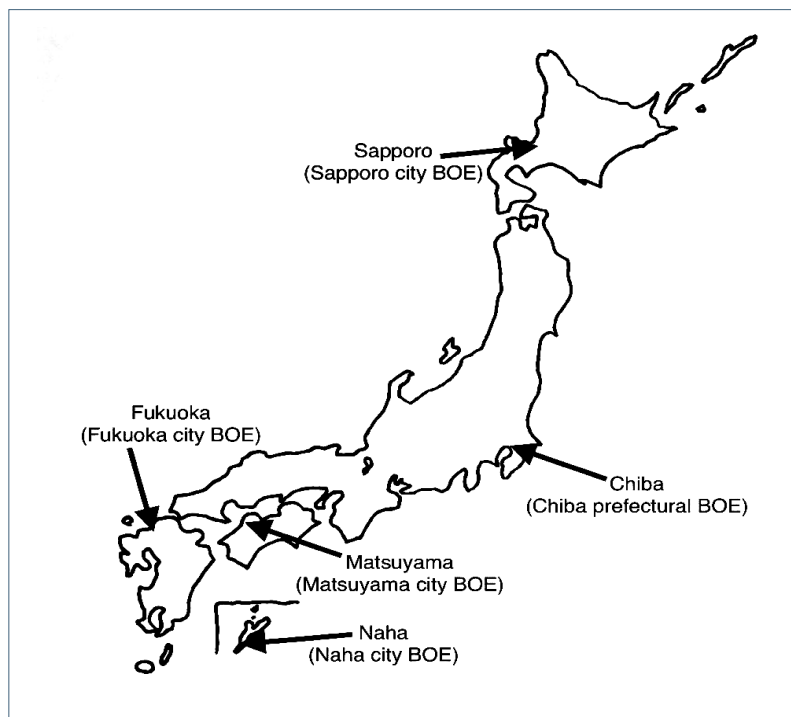 Sapporo
(Sapporo city BOE)
Fukuoka
(Fukuoka city BOE)
Chiba
(Chiba prefectural BOE)
Matsuyama
(Matsuyama city BOE)
Naha
(Naha city BOE)